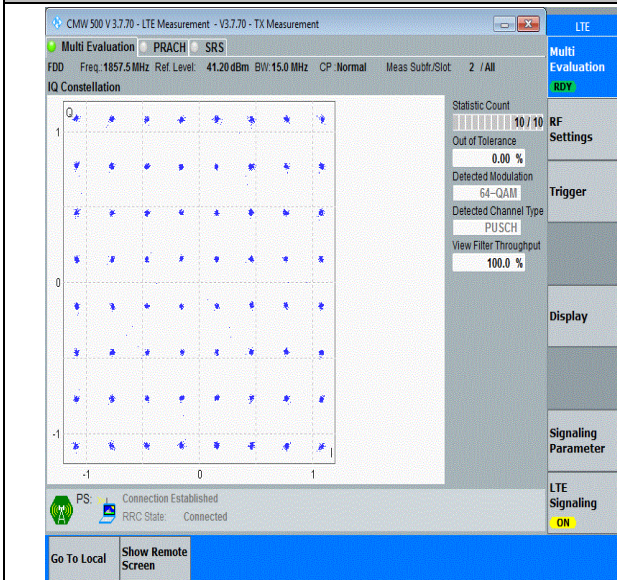 CMW 500 V 3.7.70 - LTE Measurement - V3.7.70 - TX Measurement
LTE
Multi Evaluation PRACH SRS
Multi
Evaluation
RDY
FDD Freq.:1857.5 MHz Ref. Level: 41.20 dBm BW:15.0 MHz CP :Normal Meas Subfr./Slot: 2 / All
IQ Constellation
Q
1
0
-1
-1 0 1
I
Statistic Count
10 / 10
Out of Tolerance
0.00 %
Detected Modulation
64-QAM
Detected Channel Type
PUSCH
View Filter Throughput
100.0 %
RF
Settings
Trigger
Display
Signaling
Parameter
LTE
Signaling
ON
PS: Connection Established
RRC State: Connected
Go To Local
Show Remote
Screen